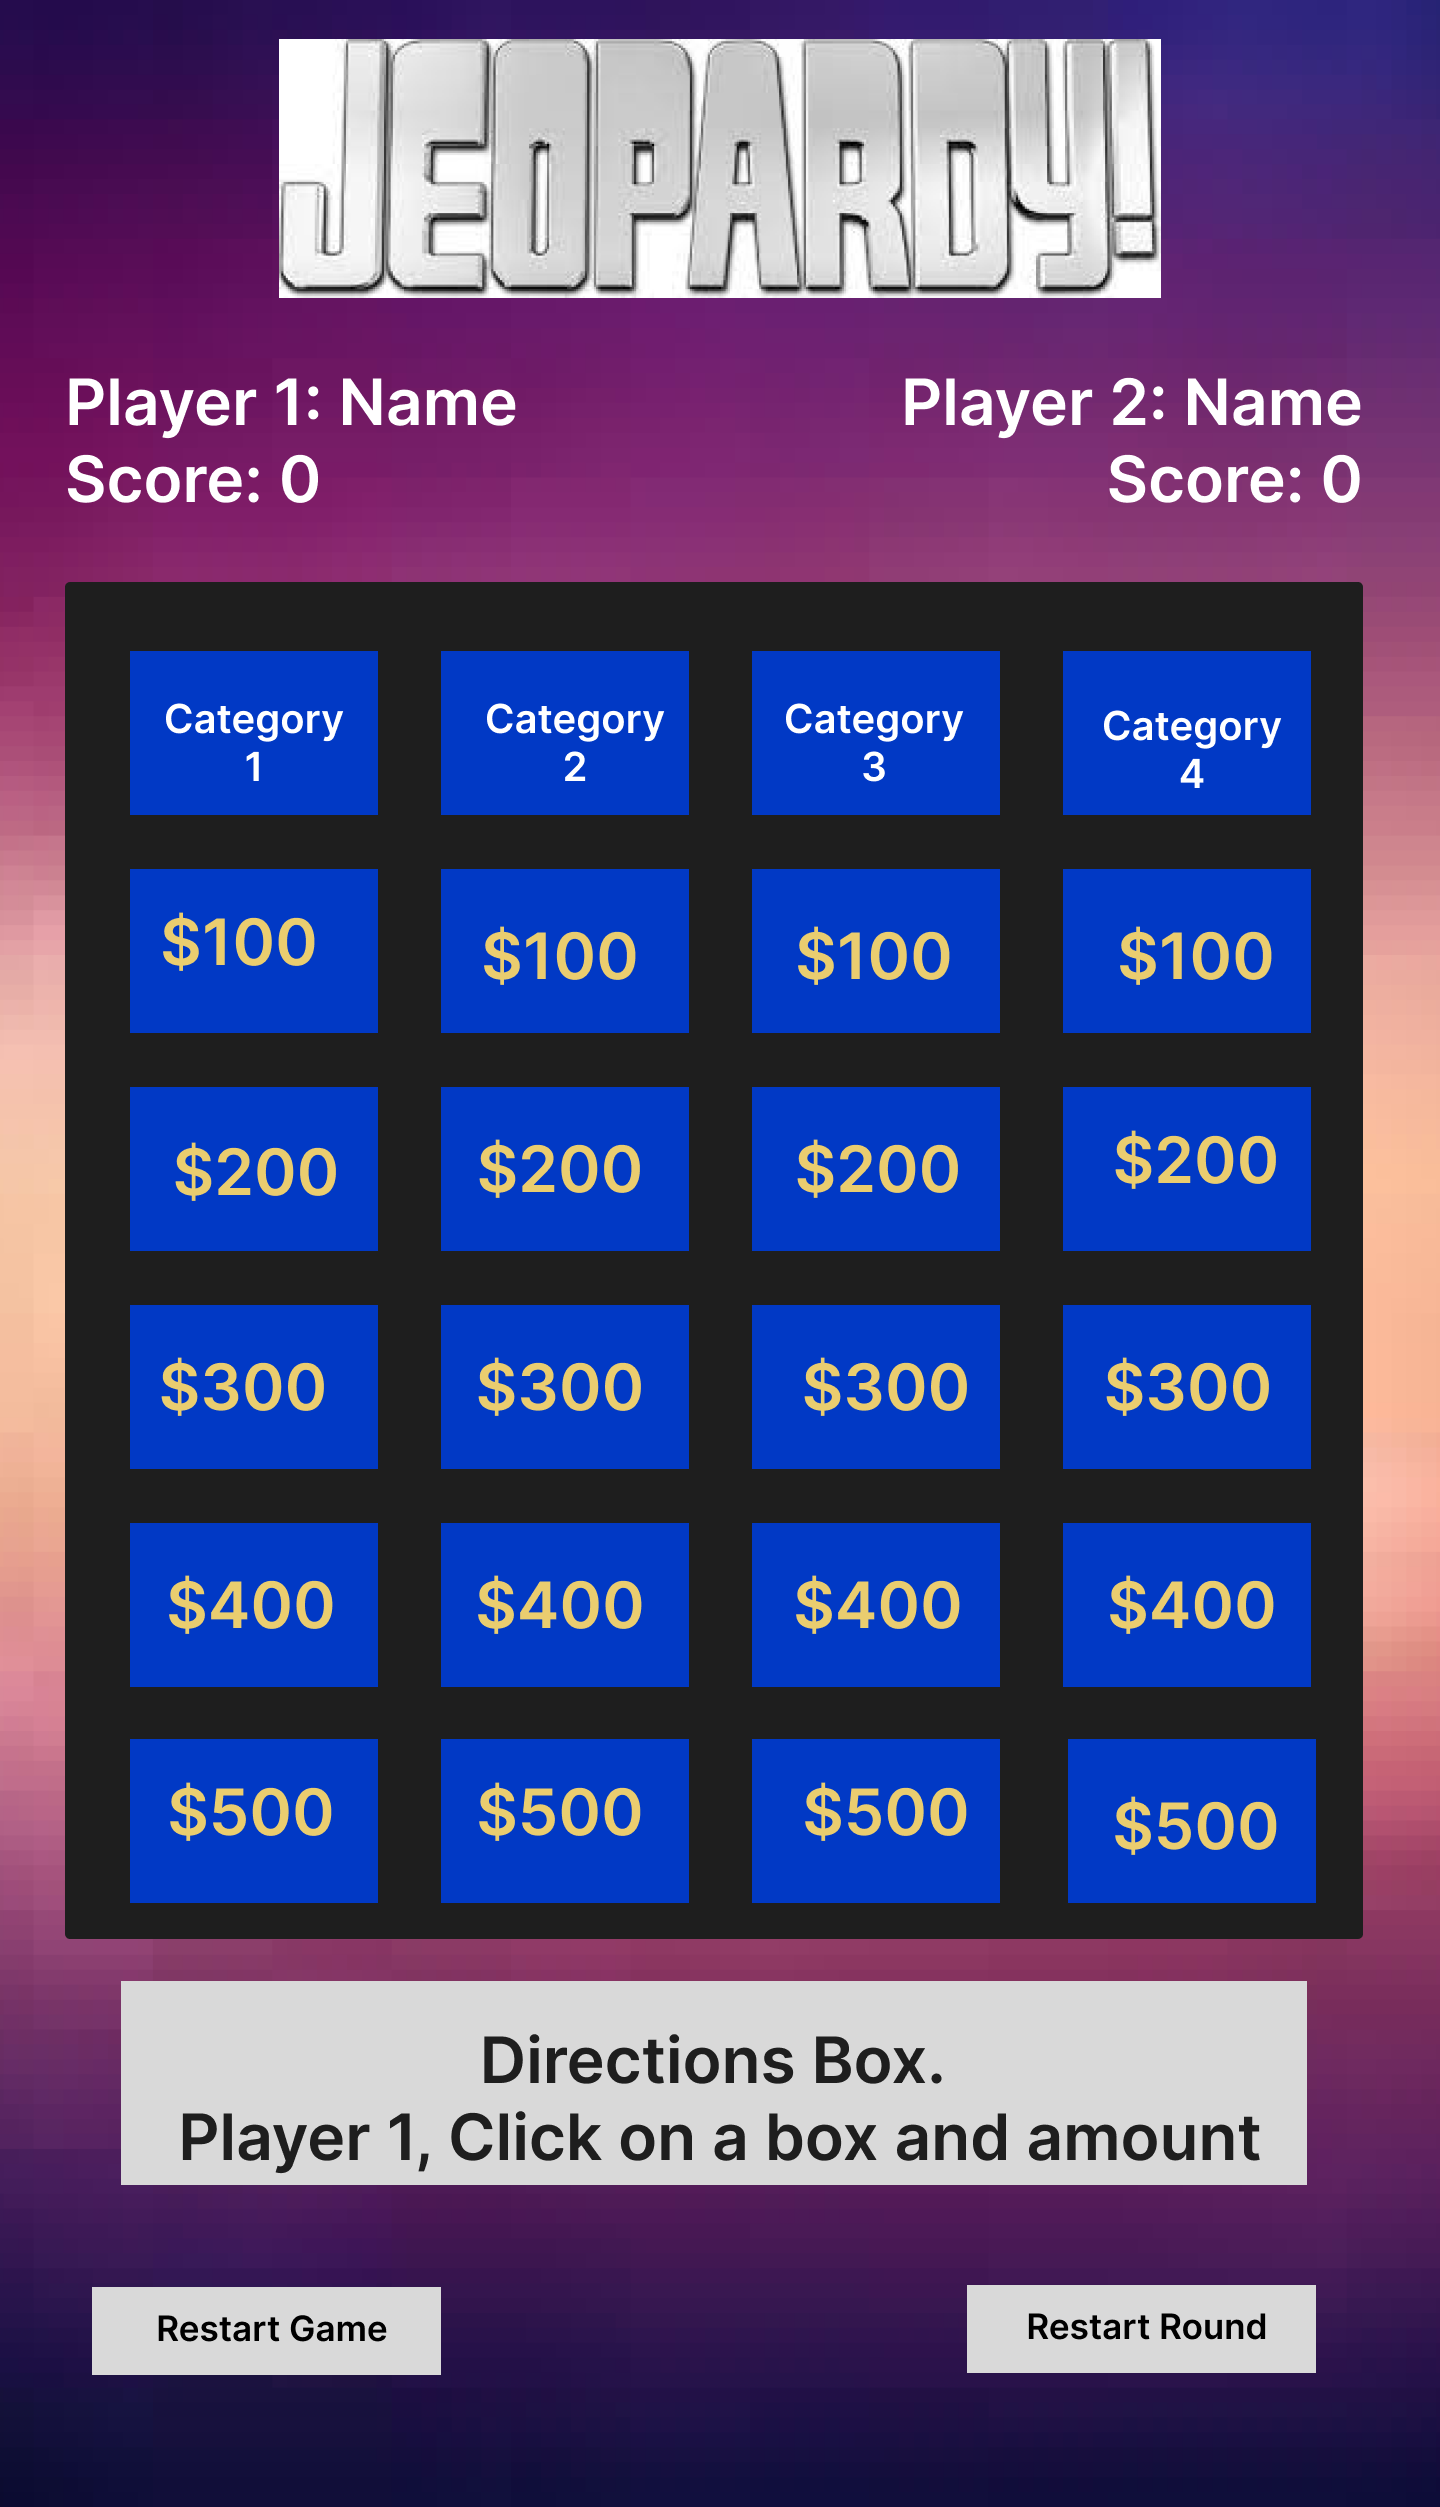 JEOPARDY!
Player 1: Name
Score: 0
Player 2: Name
Score: 0
Category
1
Category
2
Category
3
Category
4
$100
$100
$100
$100
$200
$200
$200
$200
$300
$300
$300
$300
$400
$400
$400
$400
$500
$500
$500
$500
Directions Box.
Player 1, Click on a box and amount
Restart Game
Restart Round